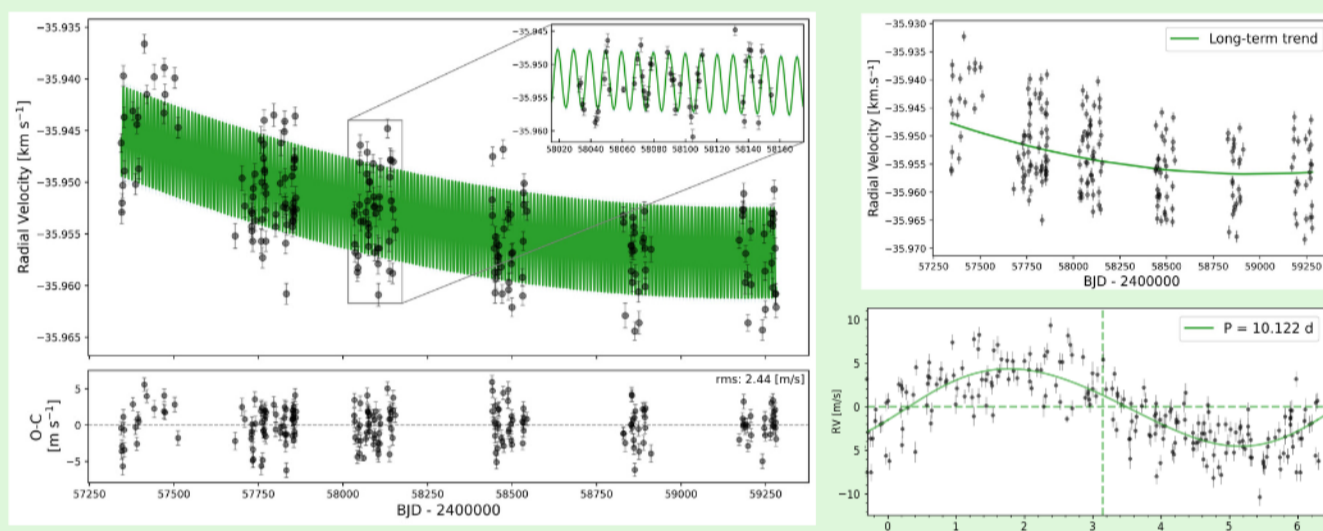 −35.935
−35.940
−35.945
−35.950
−35.955
−35.960
−35.965
Radial Velocity [km s⁻¹]
−35.945
−35.950
−35.955
−35.960
58020 58040 58060 58080 58100 58120 58140 58160
5
0
−5
O-C
[m s⁻¹]
rms: 2.44 [m/s]
57250 57500 57750 58000 58250 58500 58750 59000 59250
BJD - 2400000
−35.930
−35.935
−35.940
−35.945
−35.950
−35.955
−35.960
−35.965
−35.970
Radial Velocity [km.s⁻¹]
Long-term trend
57250 57500 57750 58000 58250 58500 58750 59000 59250
BJD - 2400000
10
5
0
5
−10
RV [m/s]
P = 10.122 d
0 1 2 3 4 5 6